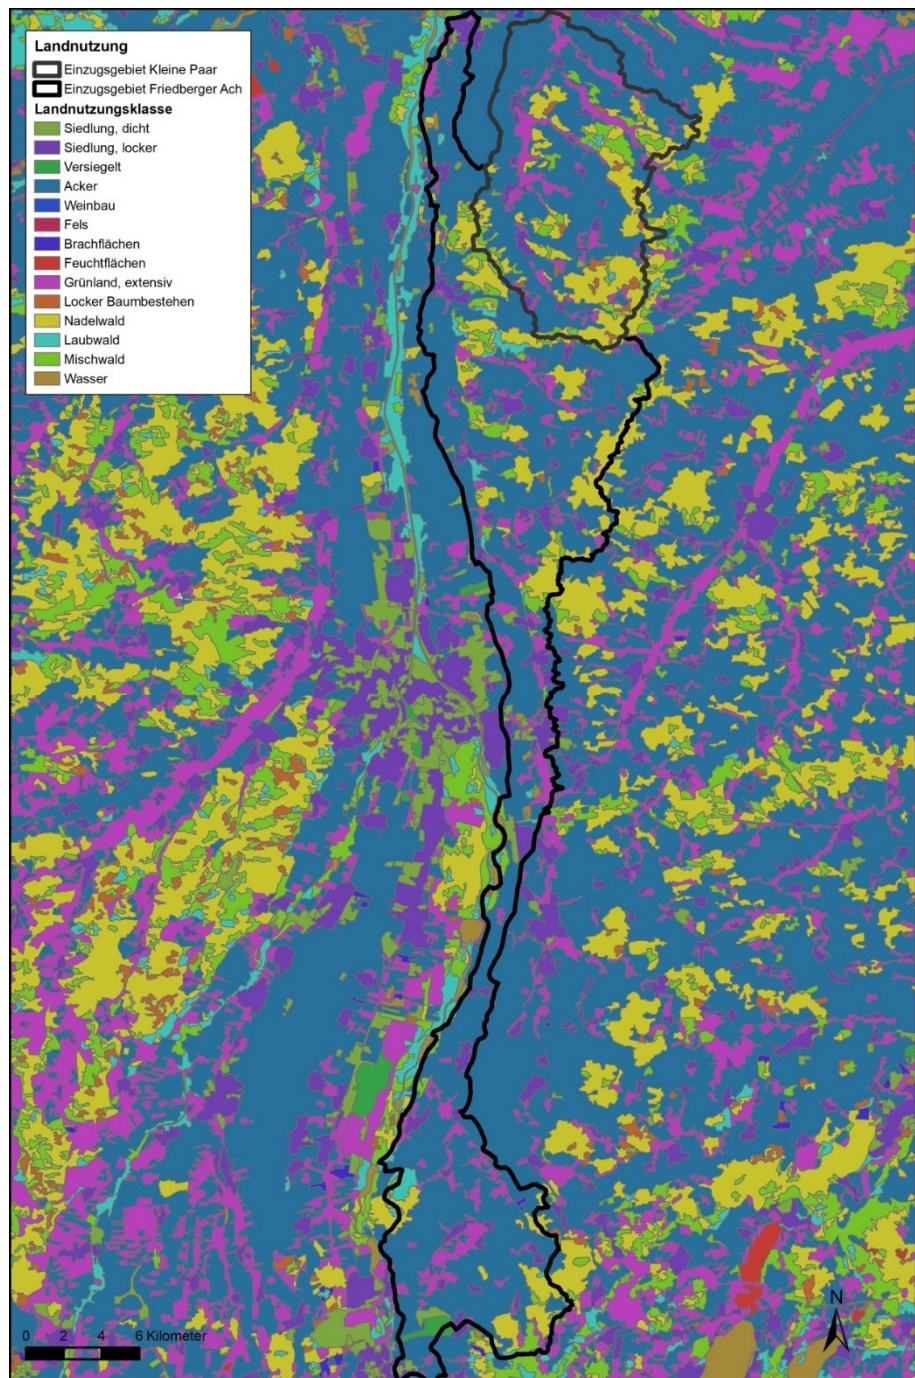 Landnutzung
Einzugsgebiet Kleine Paar
Einzugsgebiet Friedberger Ach
Landnutzungsklasse
Siedlung, dicht
Siedlung, locker
Versiegelt
Acker
Weinbau
Fels
Brachflächen
Feuchtflächen
Grünland, extensiv
Locker Baumbestehen
Nadelwald
Laubwald
Mischwald
Wasser
N
0 2 4 6 Kilometer